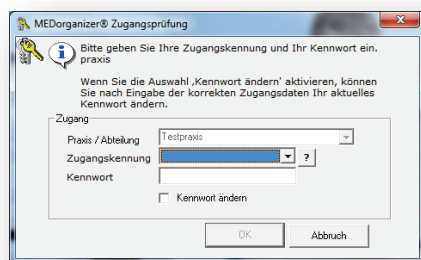 MEDorganizer® Zugangsprüfung
Bitte geben Sie Ihre Zugangskennung und Ihr Kennwort ein.
praxis
Wenn Sie die Auswahl ‚Kennwort ändern' aktivieren, können
Sie nach Eingabe der korrekten Zugangsdaten Ihr aktuelles
Kennwort ändern.
Zugang
Praxis / Abteilung Testpraxis
Zugangskennung ?
Kennwort
Kennwort ändern
OK Abbruch